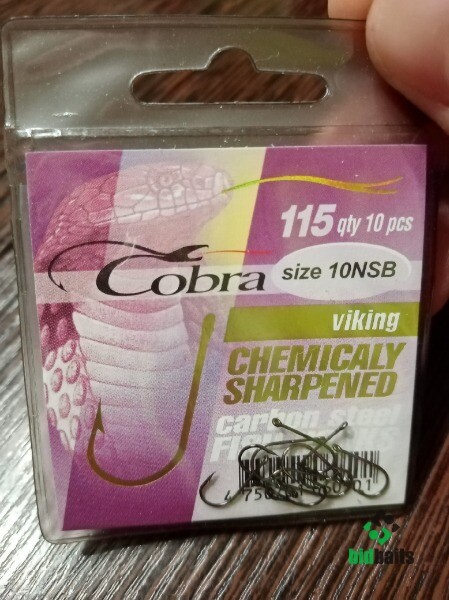 115 qty 10 pcs
Cobra
size 10NSB
viking
CHEMICALY
SHARPENED
carbon steel
bidbaits